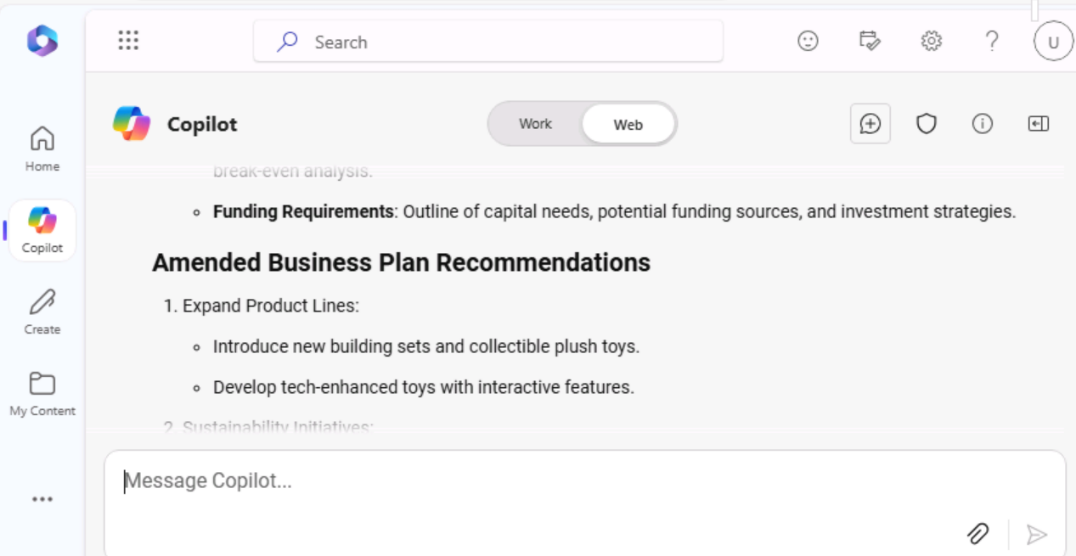 Search
U
Copilot
Work
Web
Home
Copilot
Create
My Content
break-even analysis.
Funding Requirements: Outline of capital needs, potential funding sources, and investment strategies.
Amended Business Plan Recommendations
1. Expand Product Lines:
Introduce new building sets and collectible plush toys.
Develop tech-enhanced toys with interactive features.
2. Sustainability Initiatives:
Message Copilot...